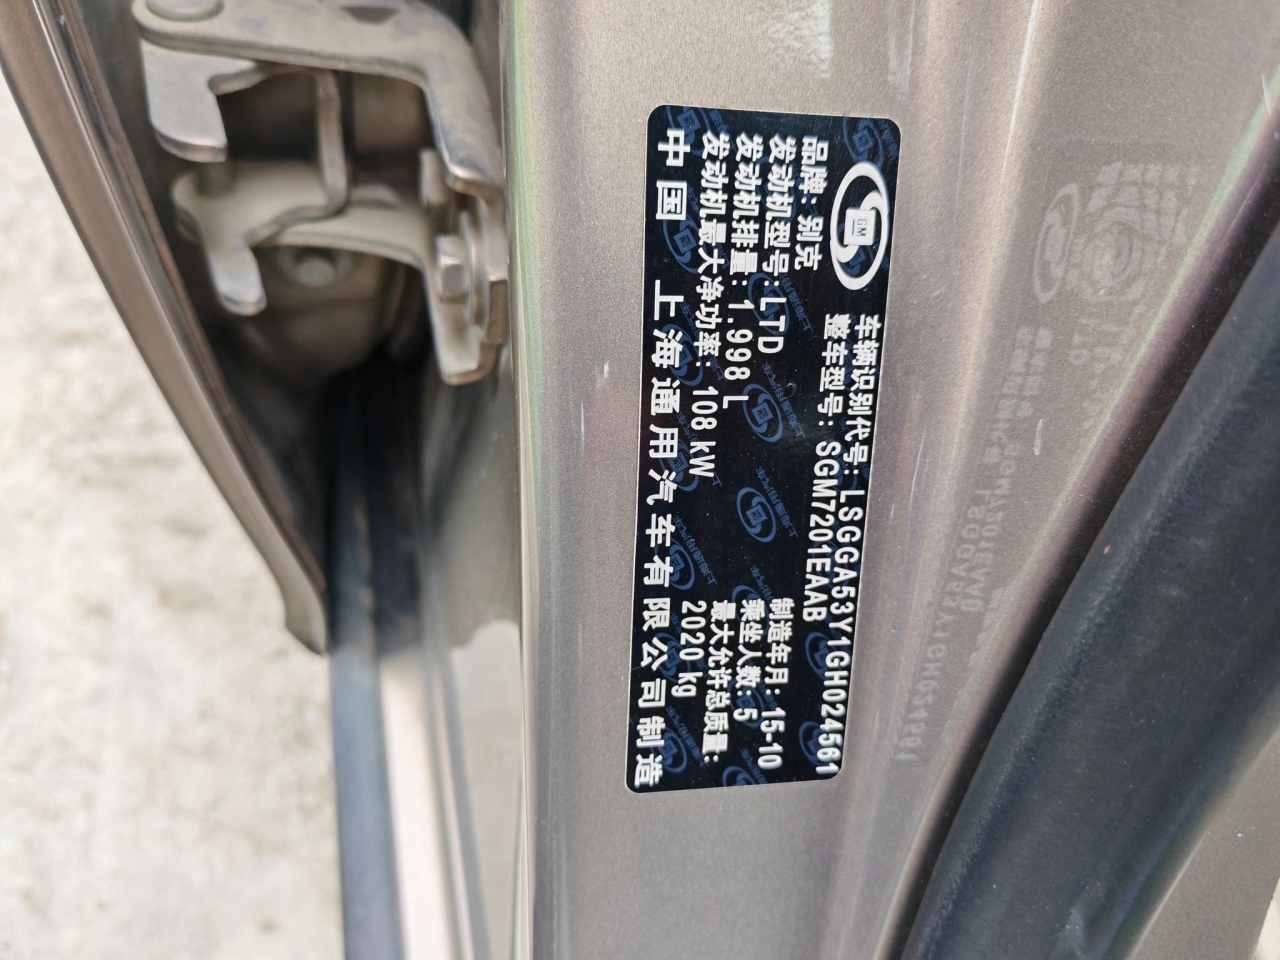 GM
车辆识别代号: LSGGA53Y1GH024561
整车型号: SGM7201EAAB
品牌: 别克
发动机型号: LTD
制造年月: 15-10
发动机排量: 1.998 L
乘坐人数: 5
发动机最大净功率: 108 kW
最大允许总质量:
2020 kg
中国 上海通用汽车有限公司制造